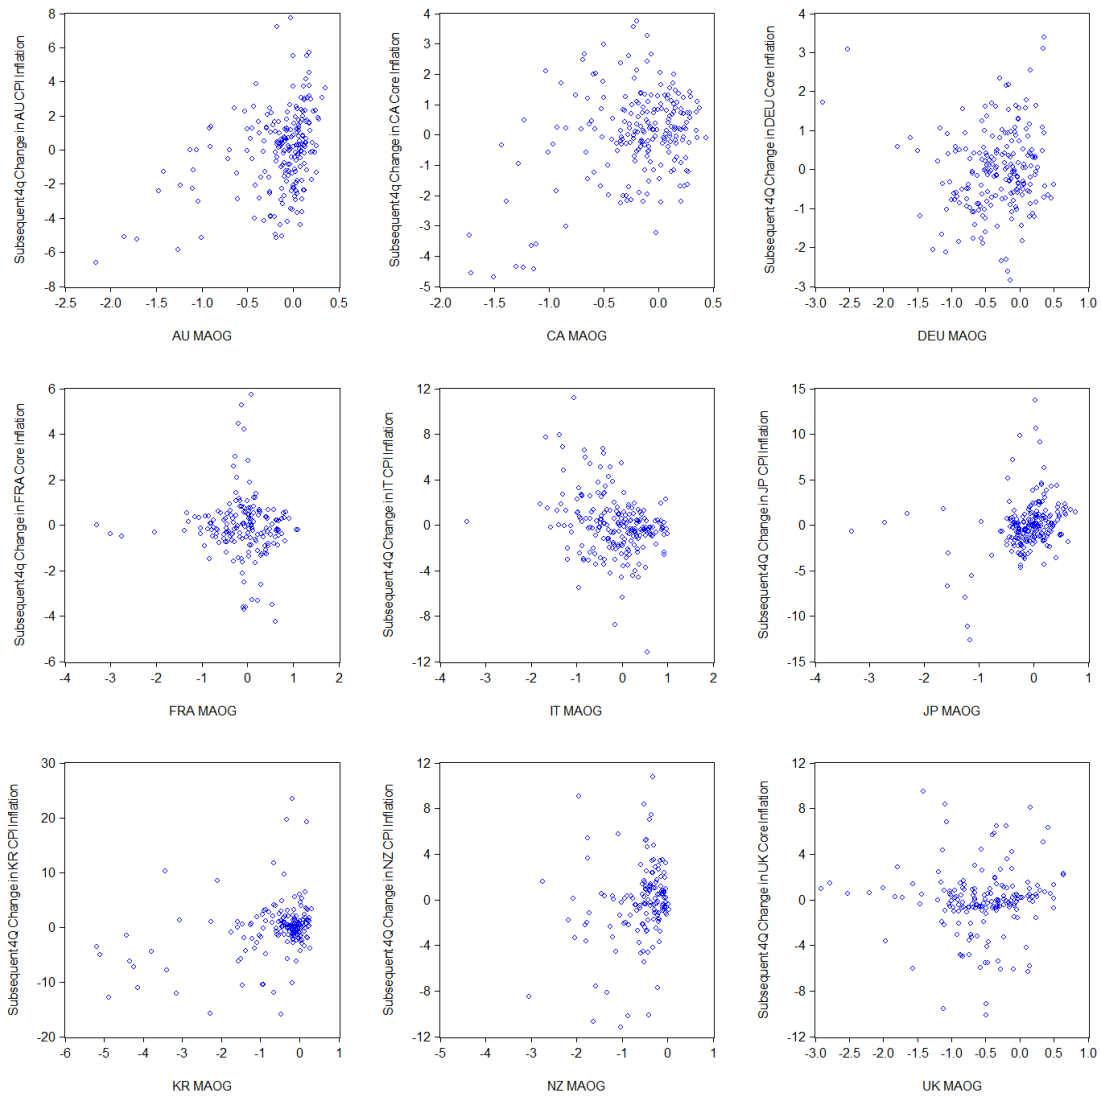 Subsequent 4q Change in AU CPI Inflation
8
6
4
2
0
-2
-4
-6
-8
-2.5 -2.0 -1.5 -1.0 -0.5 0.0 0.5
AU MAOG
Subsequent 4q Change in CA Core Inflation
4
3
2
1
0
-1
-2
-3
-4
-5
-2.0 -1.5 -1.0 -0.5 0.0 0.5
CA MAOG
Subsequent 4Q Change in DEU Core Inflation
4
3
2
1
0
-1
-2
-3
-3.0 -2.5 -2.0 -1.5 -1.0 -0.5 0.0 0.5 1.0
DEU MAOG
Subsequent 4q Change in FRA Core Inflation
6
4
2
0
-2
-4
-6
-4 -3 -2 -1 0 1 2
FRA MAOG
Subsequent 4Q Change in IT CPI Inflation
12
8
4
0
-4
-8
-12
-4 -3 -2 -1 0 1 2
IT MAOG
Subsequent 4Q Change in JP CPI Inflation
15
10
5
0
-5
-10
-15
-4 -3 -2 -1 0 1
JP MAOG
Subsequent 4Q Change in KR CPI Inflation
30
20
10
0
-10
-20
-6 -5 -4 -3 -2 -1 0 1
KR MAOG
Subsequent 4Q Change in NZ CPI Inflation
12
8
4
0
-4
-8
-12
-5 -4 -3 -2 -1 0 1
NZ MAOG
Subsequent 4Q Change in UK Core Inflation
12
8
4
0
-4
-8
-12
-3.0 -2.5 -2.0 -1.5 -1.0 -0.5 0.0 0.5 1.0
UK MAOG